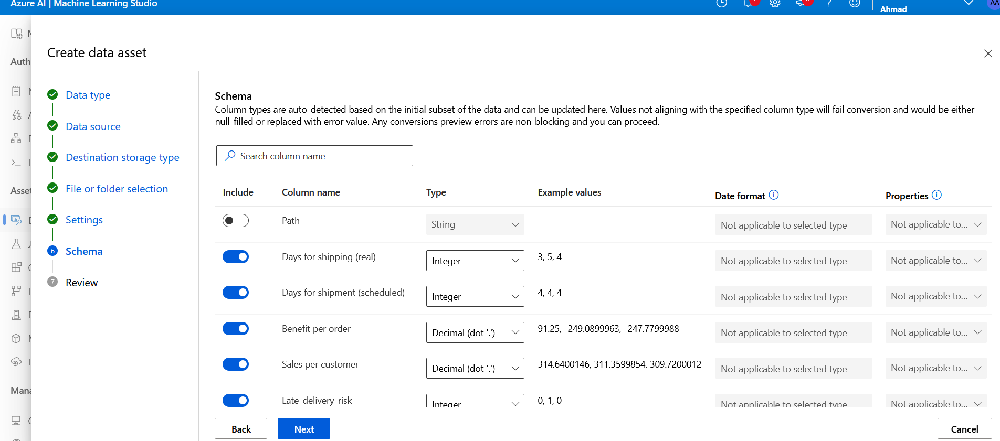 Azure AI | Machine Learning Studio
Ahmad
AA
Create data asset
Data type
Data source
Destination storage type
File or folder selection
Settings
6 Schema
7 Review
Schema
Column types are auto-detected based on the initial subset of the data and can be updated here. Values not aligning with the specified column type will fail conversion and would be either
null-filled or replaced with error value. Any conversions preview errors are non-blocking and you can proceed.
Search column name
Include Column name Type Example values Date format Properties
Path String Not applicable to selected type Not applicable to...
Days for shipping (real) Integer 3, 5, 4 Not applicable to selected type Not applicable to...
Days for shipment (scheduled) Integer 4, 4, 4 Not applicable to selected type Not applicable to...
Benefit per order Decimal (dot '.') 91.25, -249.0899963, -247.7799988 Not applicable to selected type Not applicable to...
Sales per customer Decimal (dot '.') 314.6400146, 311.3599854, 309.7200012 Not applicable to selected type Not applicable to...
Late_delivery_risk Integer 0, 1, 0 Not applicable to selected type Not applicable to...
Back Next Cancel